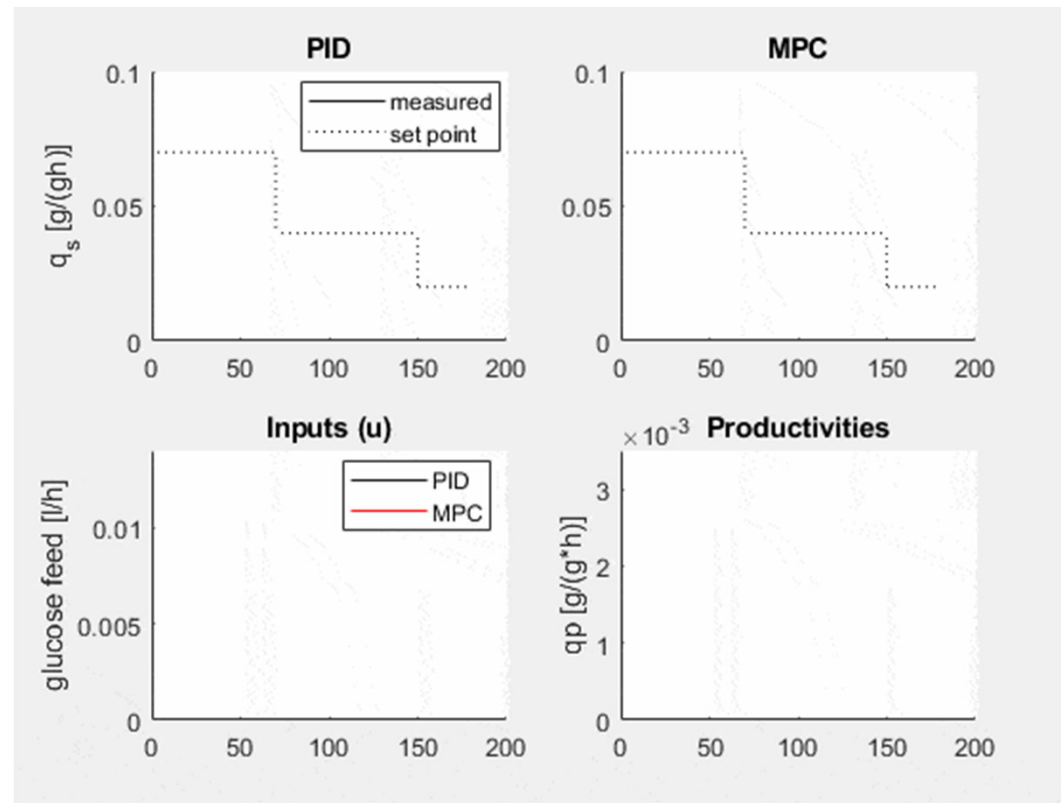 PID
0.1
0.05
0
q_s [g/(gh)]
measured
set point
0 50 100 150 200
MPC
0.1
0.05
0
0 50 100 150 200
Inputs (u)
glucose feed [l/h]
0.01
0.005
0
PID
MPC
0 50 100 150 200
×10^-3 Productivities
qp [g/(g*h)]
3
2
1
0
0 50 100 150 200